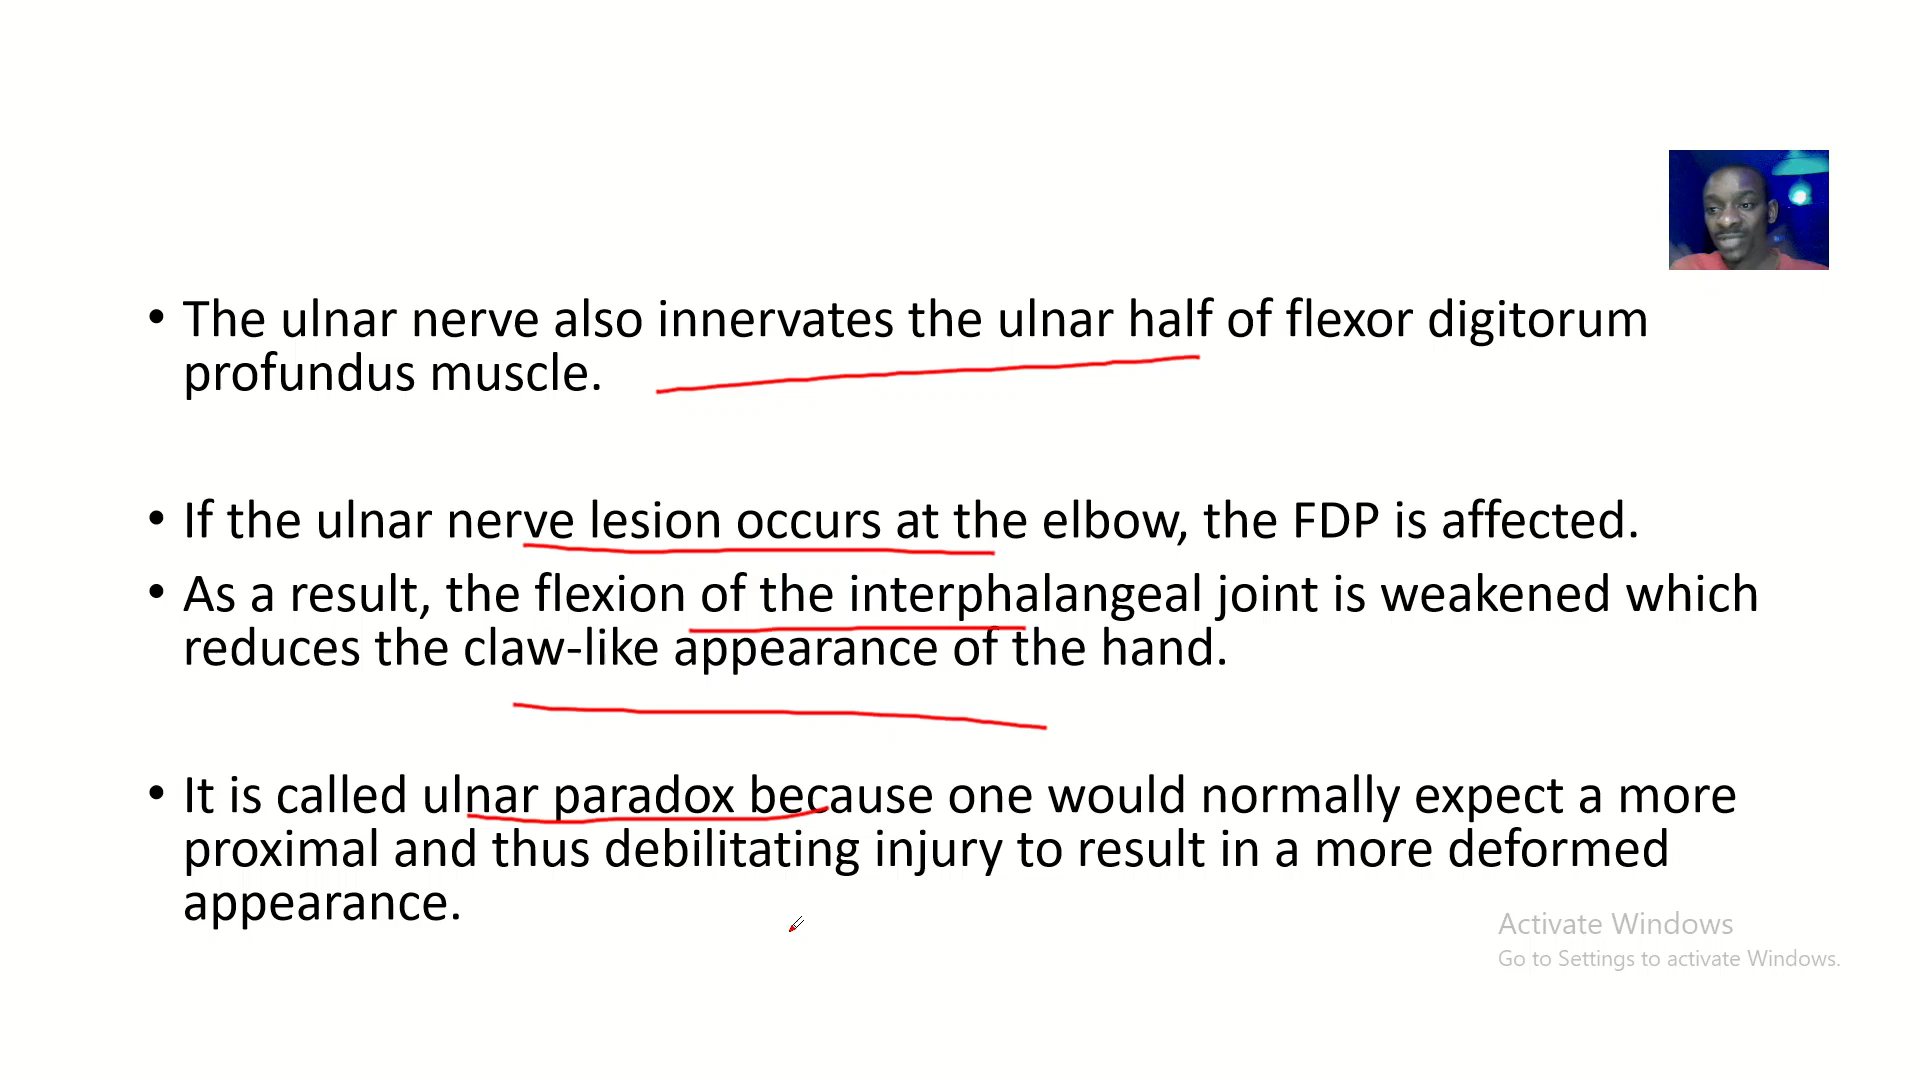 • The ulnar nerve also innervates the ulnar half of flexor digitorum
profundus muscle.
• If the ulnar nerve lesion occurs at the elbow, the FDP is affected.
• As a result, the flexion of the interphalangeal joint is weakened which
reduces the claw-like appearance of the hand.
• It is called ulnar paradox because one would normally expect a more
proximal and thus debilitating injury to result in a more deformed
appearance.
Activate Windows
Go to Settings to activate Windows.